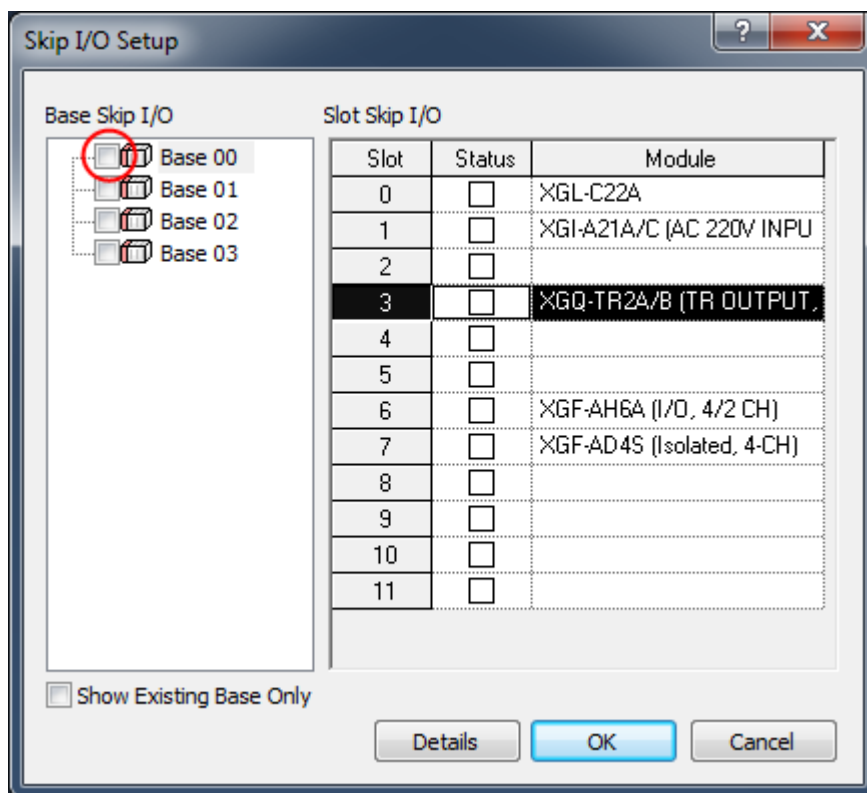 Skip I/O Setup
Base Skip I/O
Base 00
Base 01
Base 02
Base 03
Slot Skip I/O
Slot Status Module
0 XGL-C22A
1 XGI-A21A/C (AC 220V INPU
2
3 XGQ-TR2A/B (TR OUTPUT,
4
5
6 XGF-AH6A (I/O, 4/2 CH)
7 XGF-AD4S (Isolated, 4-CH)
8
9
10
11
Show Existing Base Only
Details OK Cancel